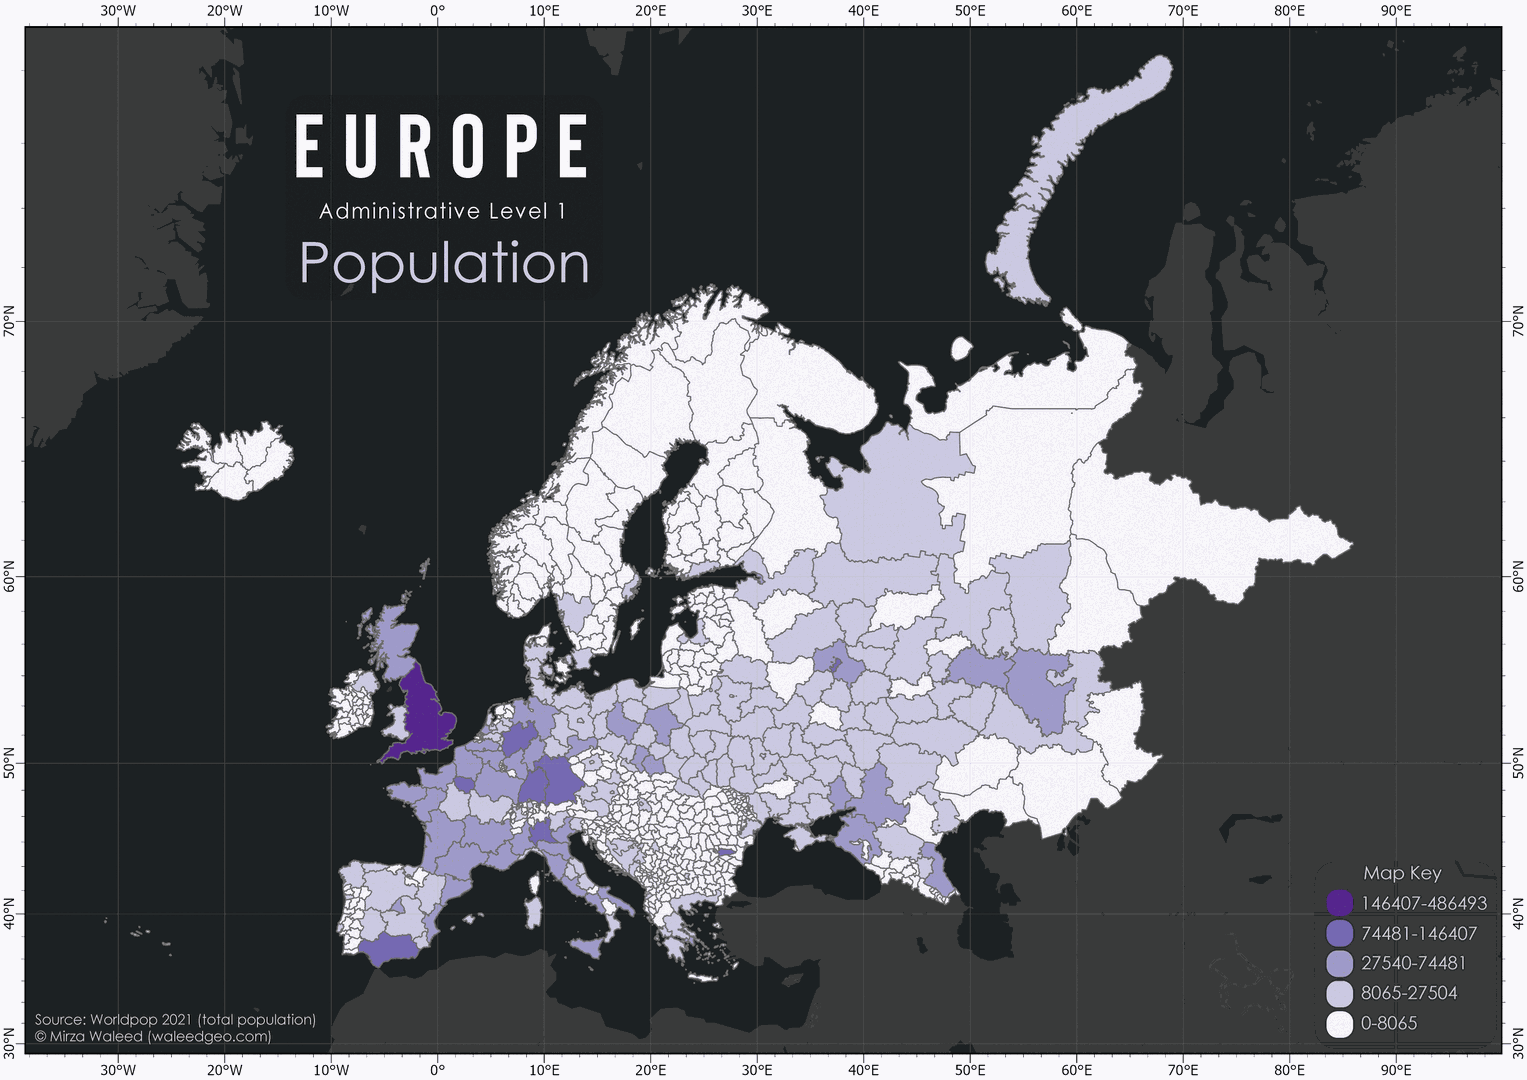 30°W 20°W 10°W 0° 10°E 20°E 30°E 40°E 50°E 60°E 70°E 80°E 90°E
EUROPE
Administrative Level 1
Population
70°N 70°N
60°N 60°N
50°N 50°N
Map Key
146407-486493
40°N 40°N
74481-146407
27540-74481
8065-27504
0-8065
Source: Worldpop 2021 (total population)
© Mirza Waleed (waleedgeo.com)
30°N 30°N
30°W 20°W 10°W 0° 10°E 20°E 30°E 40°E 50°E 60°E 70°E 80°E 90°E